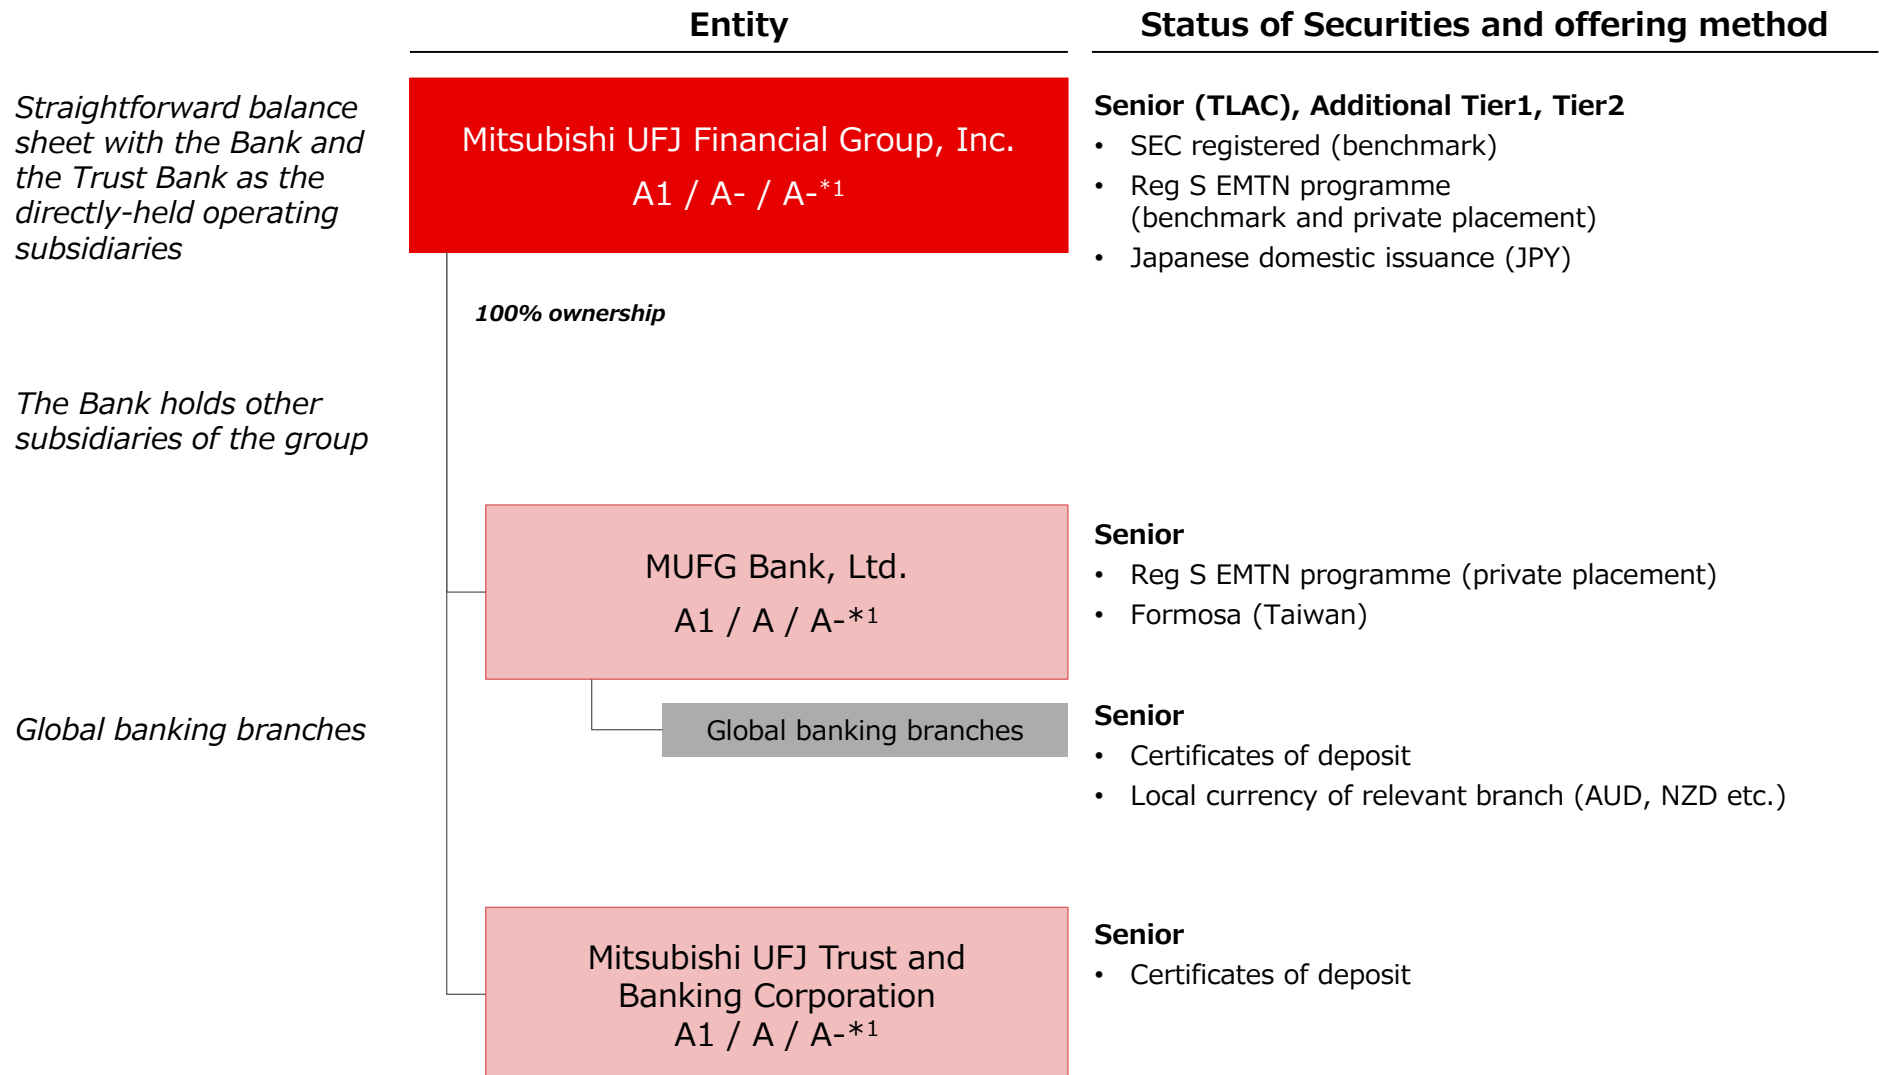 Entity
Status of Securities and offering method
Straightforward balance
sheet with the Bank and
the Trust Bank as the
directly-held operating
subsidiaries
Mitsubishi UFJ Financial Group, Inc.
A1 / A- / A-*1
Senior (TLAC), Additional Tier1, Tier2
• SEC registered (benchmark)
• Reg S EMTN programme
(benchmark and private placement)
• Japanese domestic issuance (JPY)
100% ownership
The Bank holds other
subsidiaries of the group
MUFG Bank, Ltd.
A1 / A / A-*1
Senior
• Reg S EMTN programme (private placement)
• Formosa (Taiwan)
Global banking branches
Global banking branches
Senior
• Certificates of deposit
• Local currency of relevant branch (AUD, NZD etc.)
Mitsubishi UFJ Trust and
Banking Corporation
A1 / A / A-*1
Senior
• Certificates of deposit